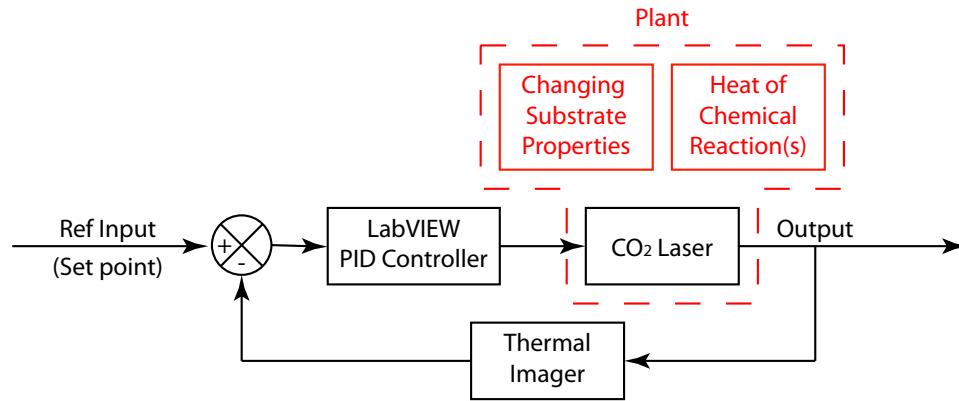 Plant
Changing
Substrate
Properties
Heat of
Chemical
Reaction(s)
Ref Input
(Set point)
+
-
LabVIEW
PID Controller
CO₂ Laser
Output
Thermal
Imager